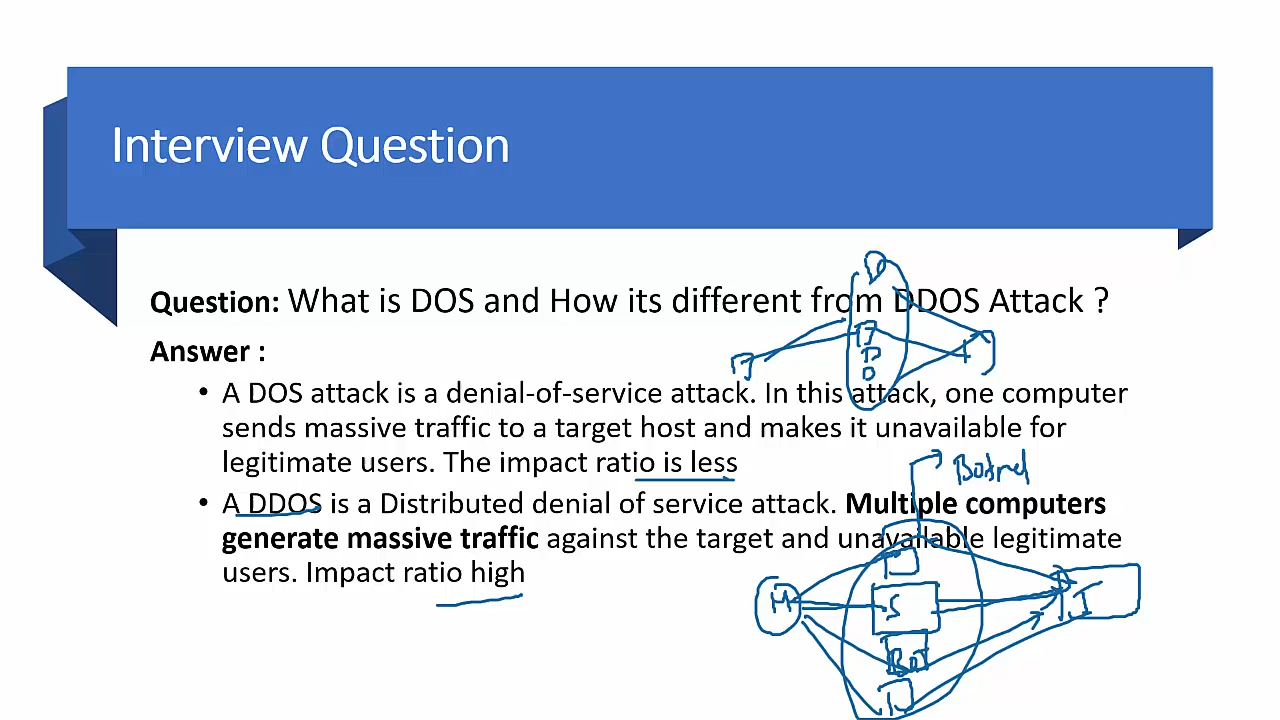 Interview Question
Question: What is DOS and How its different from DDOS Attack ?
Answer :
• A DOS attack is a denial-of-service attack. In this attack, one computer
sends massive traffic to a target host and makes it unavailable for
legitimate users. The impact ratio is less
Botnet
• A DDOS is a Distributed denial of service attack. Multiple computers
generate massive traffic against the target and unavailable legitimate
users. Impact ratio high
M
S
Bot